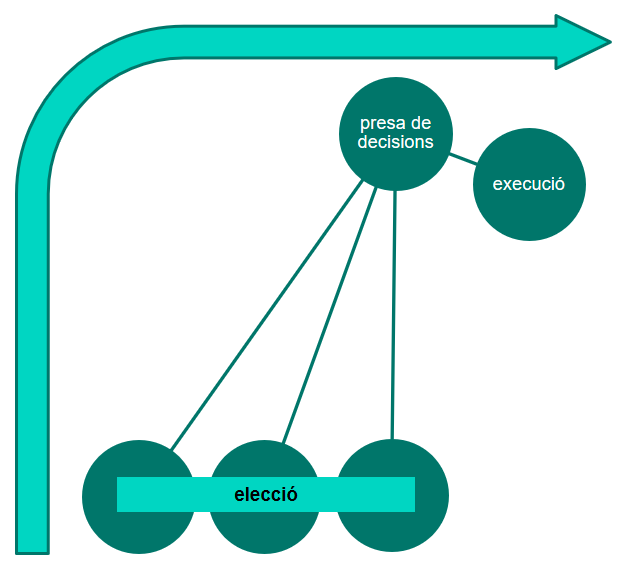 presa de
decisions
execució
elecció